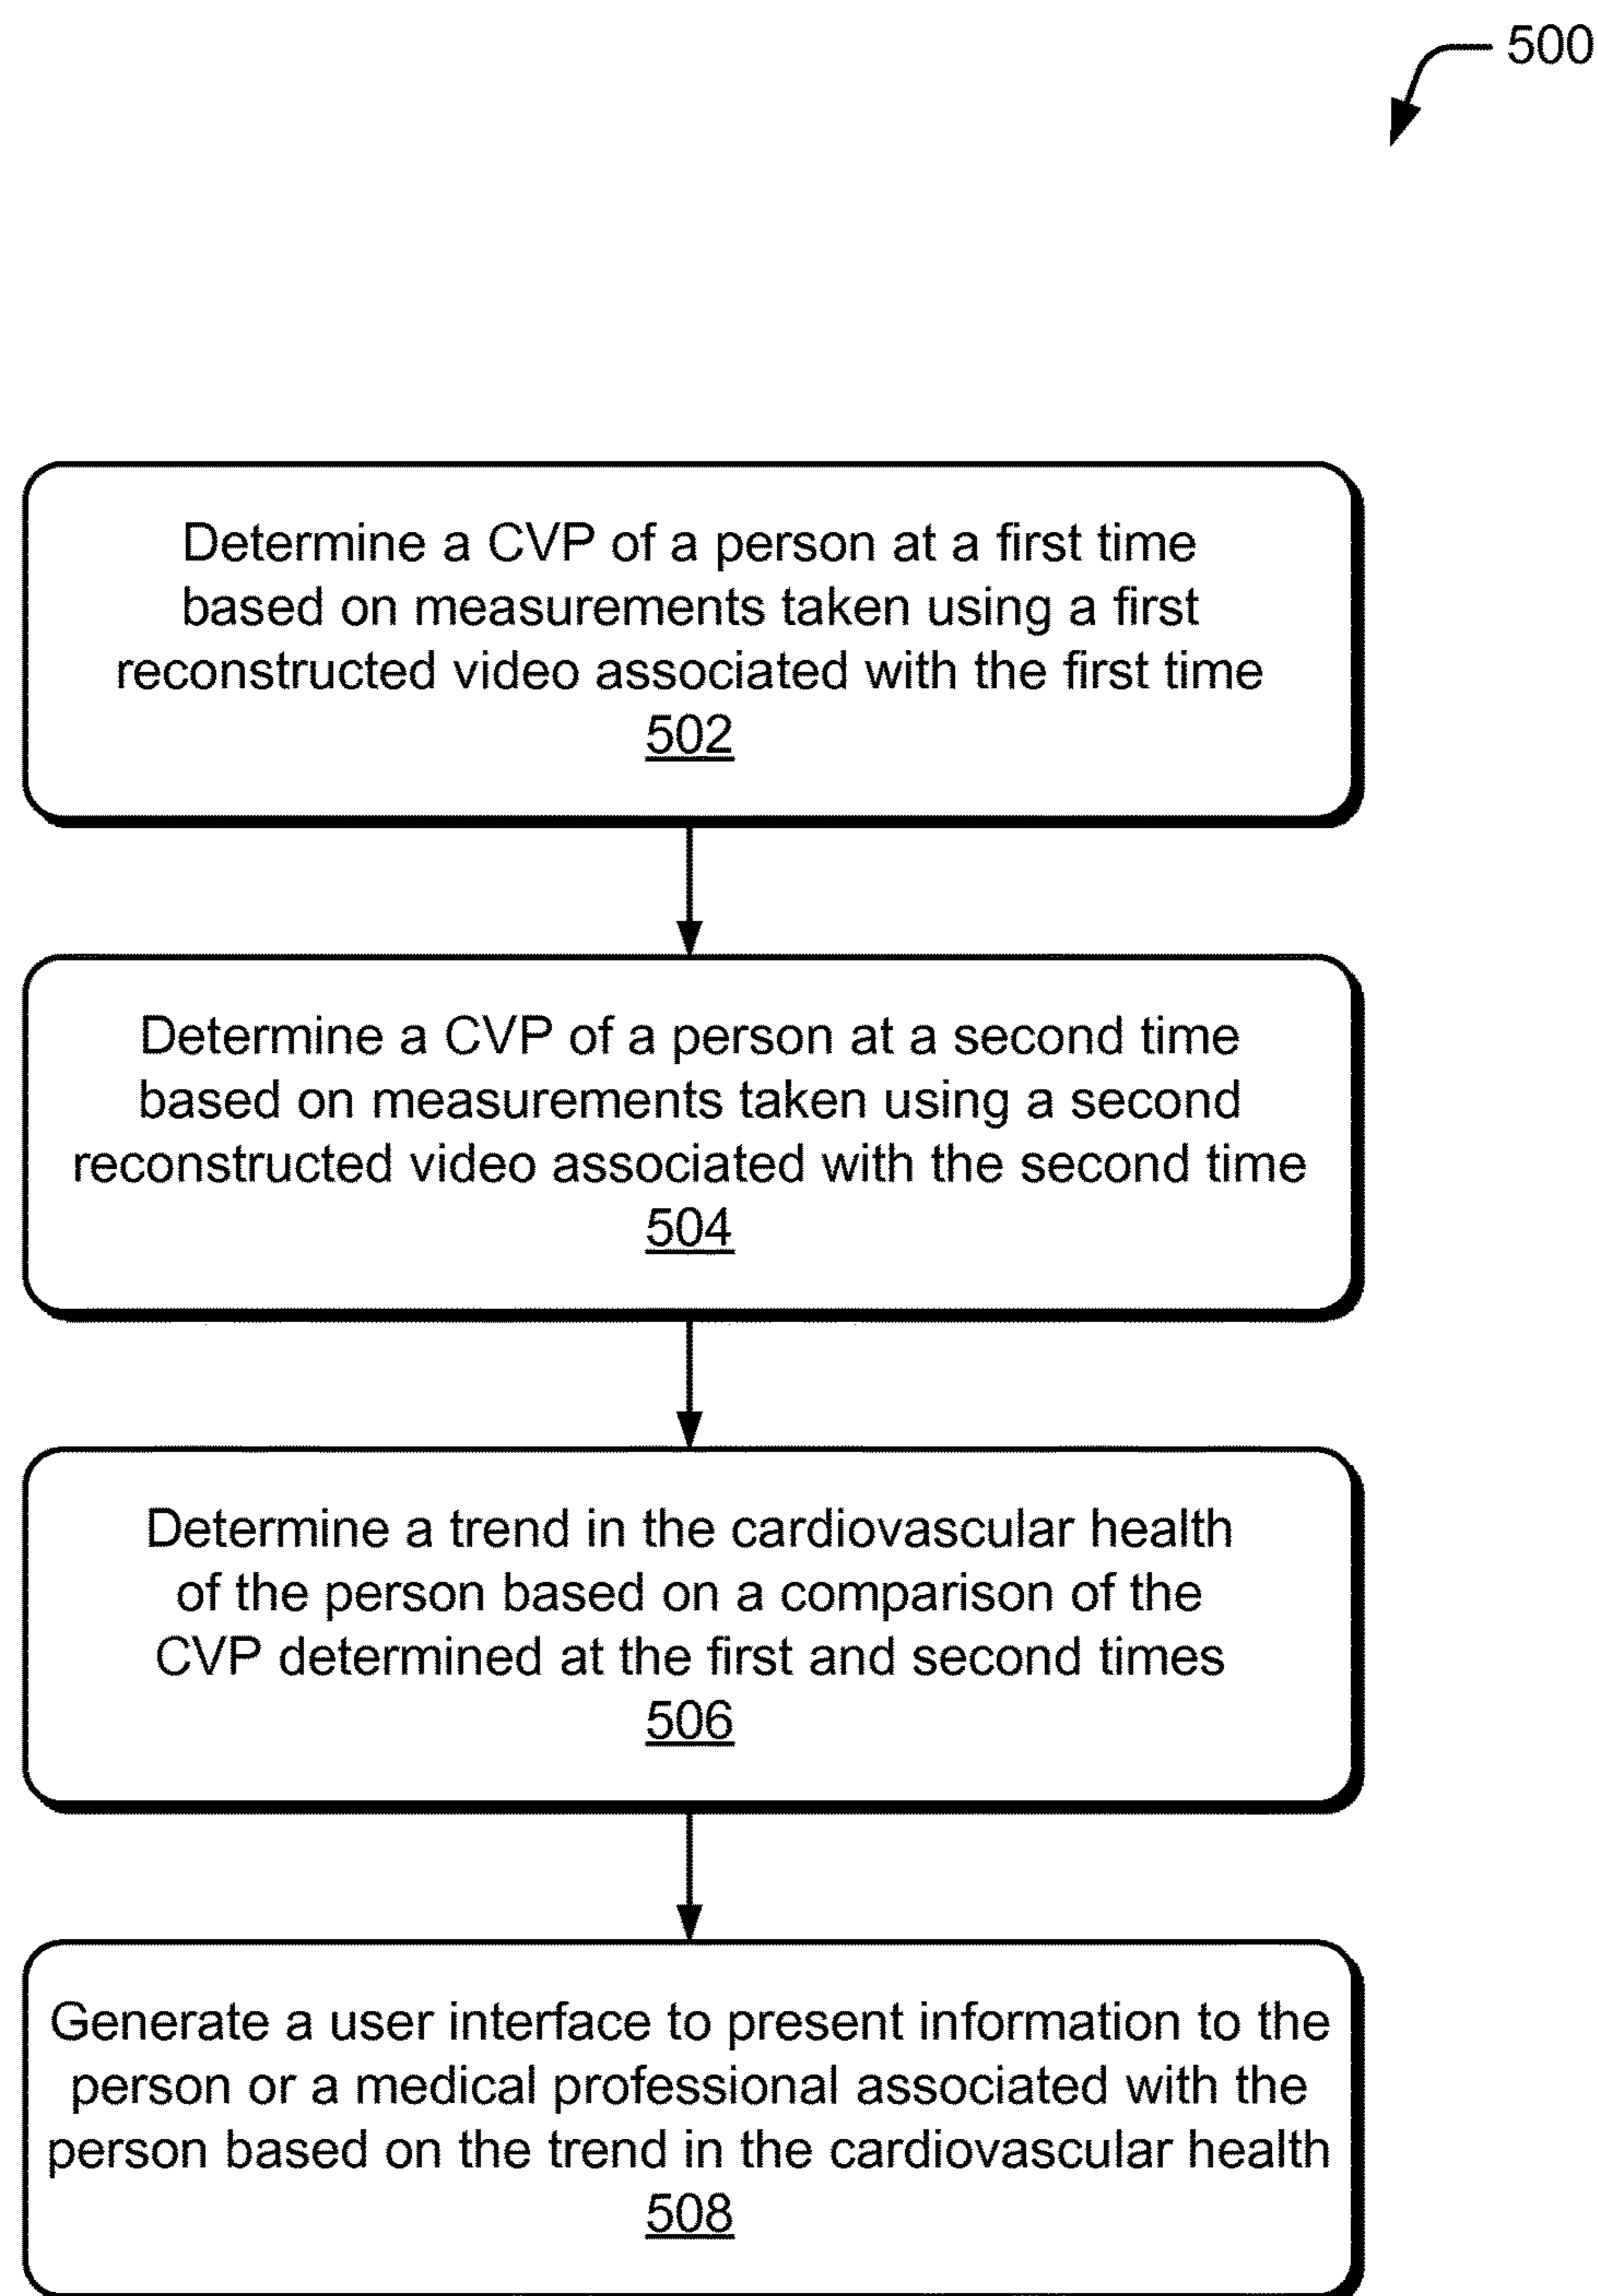 500
Determine a CVP of a person at a first time
based on measurements taken using a first
reconstructed video associated with the first time
502
Determine a CVP of a person at a second time
based on measurements taken using a second
reconstructed video associated with the second time
504
Determine a trend in the cardiovascular health
of the person based on a comparison of the
CVP determined at the first and second times
506
Generate a user interface to present information to the
person or a medical professional associated with the
person based on the trend in the cardiovascular health
508